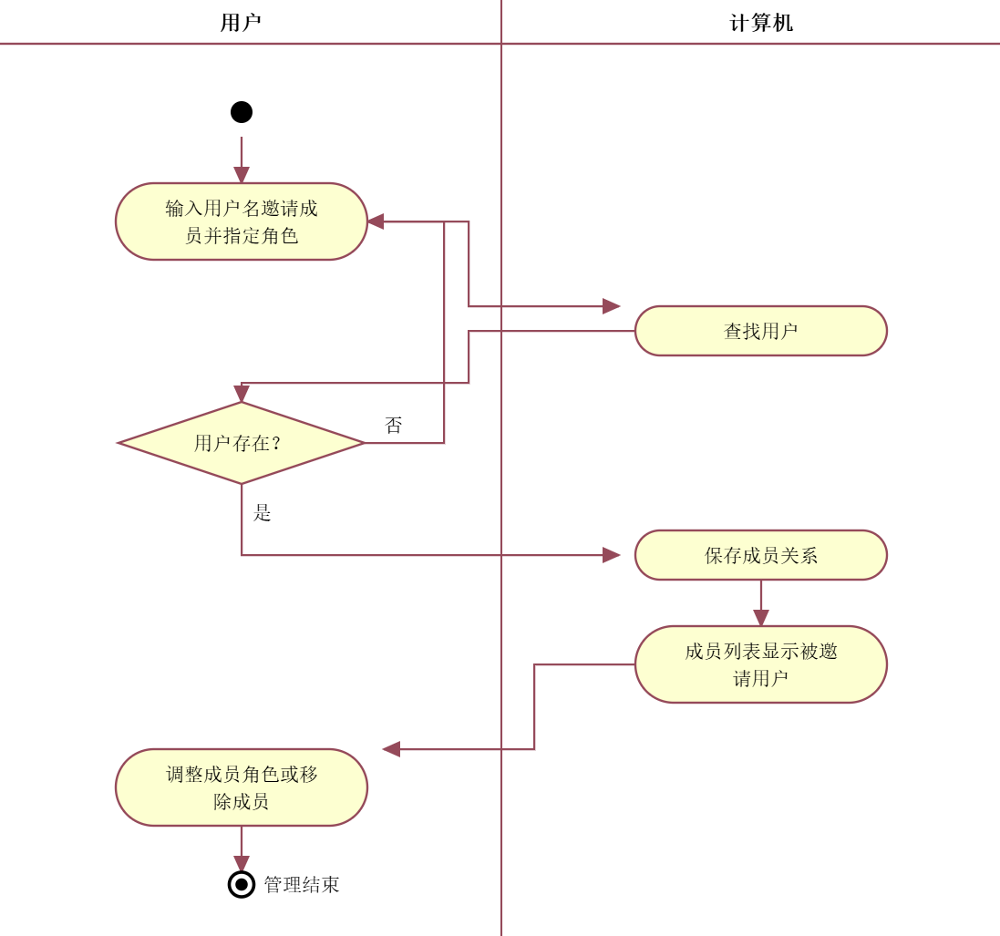 用户
计算机
输入用户名邀请成
员并指定角色
查找用户
用户存在？
否
是
保存成员关系
成员列表显示被邀
请用户
调整成员角色或移
除成员
管理结束